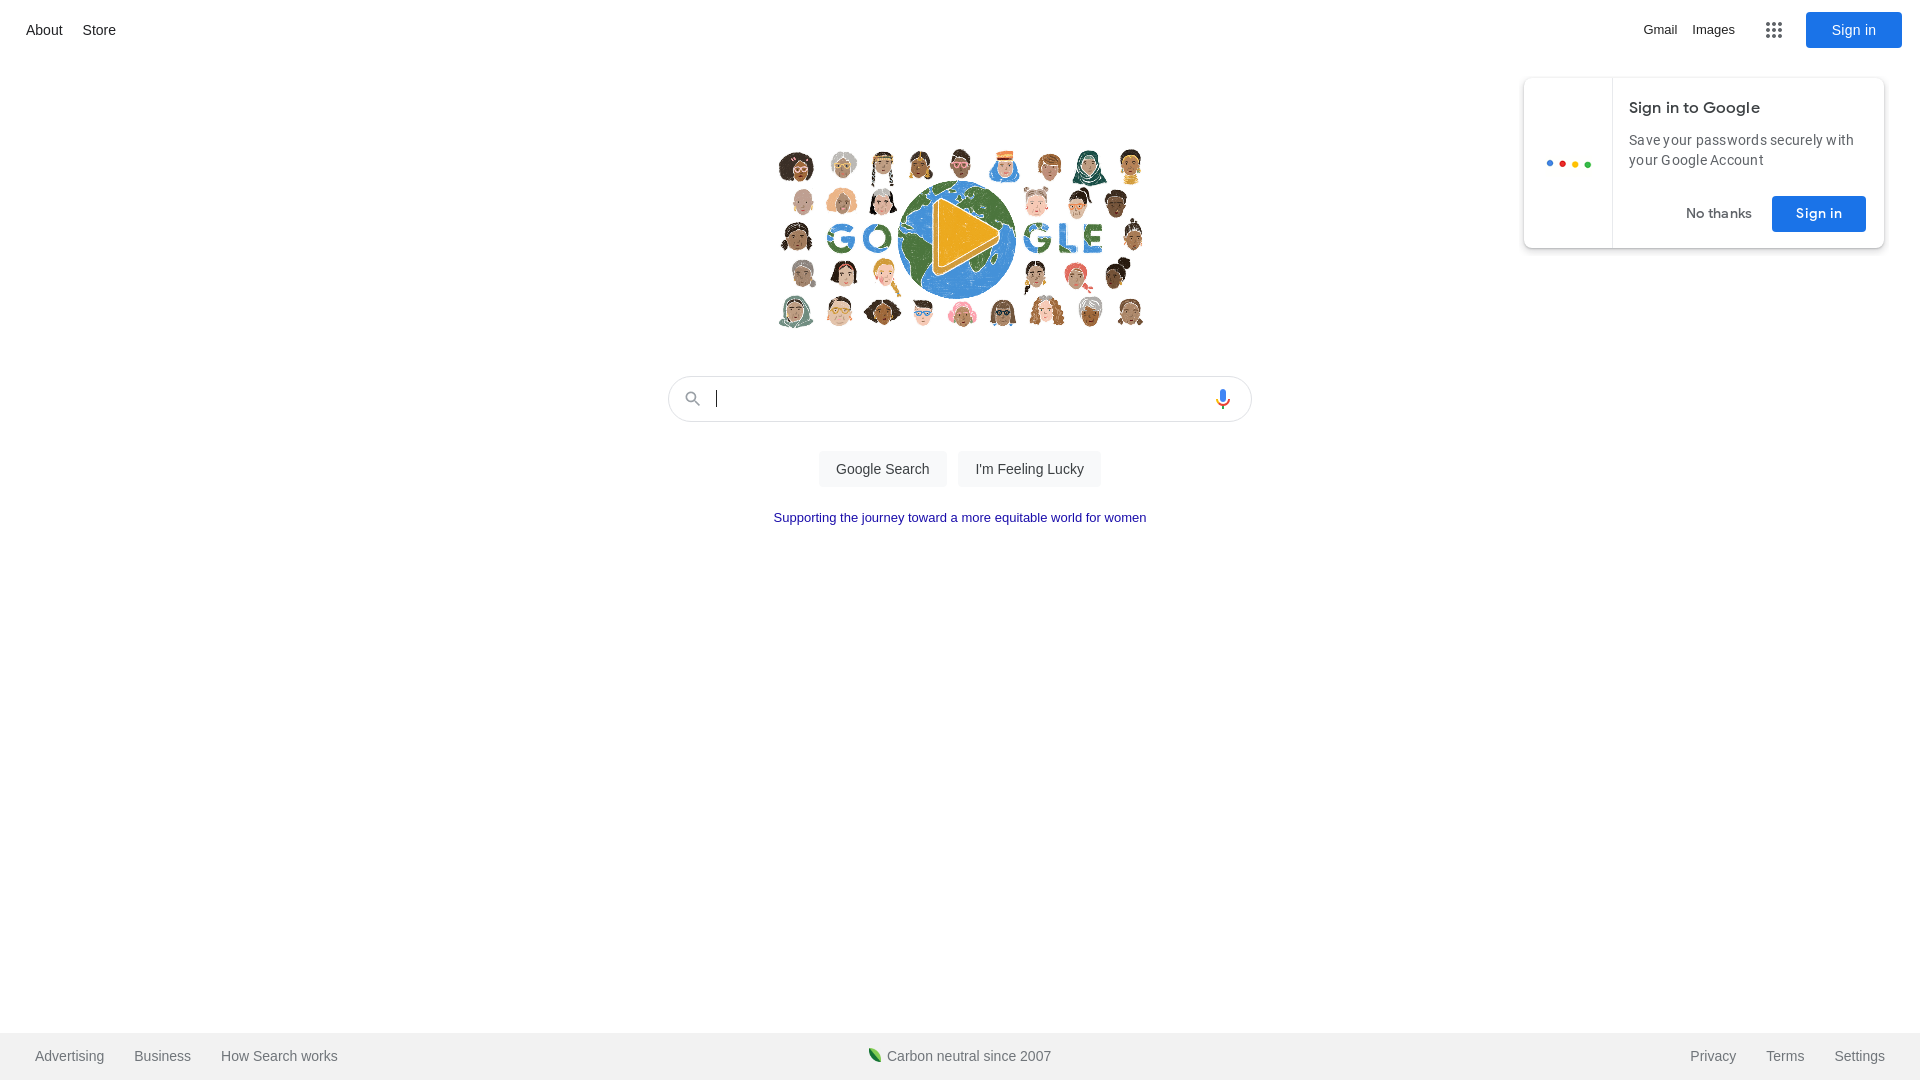 About Store
Gmail Images Sign in
Sign in to Google
Save your passwords securely with
your Google Account
No thanks Sign in
GO GLE
Google Search I'm Feeling Lucky
Supporting the journey toward a more equitable world for women
Advertising Business How Search works
Carbon neutral since 2007
Privacy Terms Settings